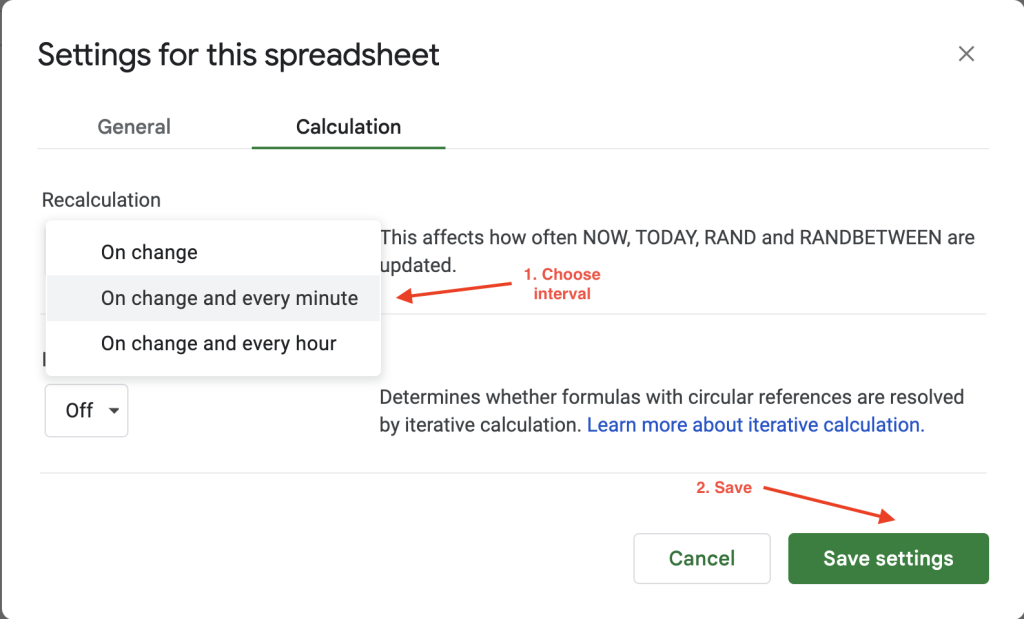 Settings for this spreadsheet
General
Calculation
Recalculation
On change
On change and every minute
On change and every hour
This affects how often NOW, TODAY, RAND and RANDBETWEEN are
updated.
1. Choose
interval
Off
Determines whether formulas with circular references are resolved
by iterative calculation. Learn more about iterative calculation.
2. Save
Cancel
Save settings